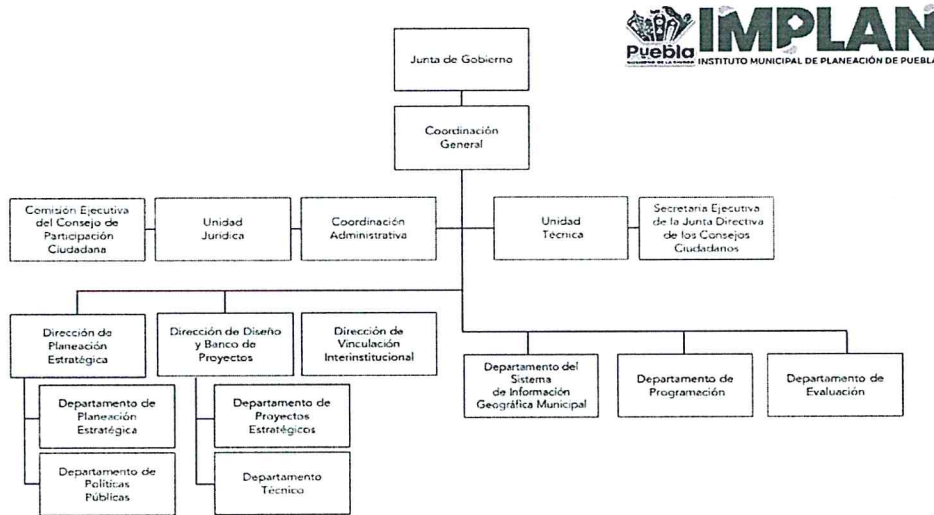 Puebla
GOBIERNO DE LA CIUDAD
IMPLAN
INSTITUTO MUNICIPAL DE PLANEACIÓN DE PUEBLA
Junta de Gobierno
Coordinación
General
Comisión Ejecutiva
del Consejo de
Participación
Ciudadana
Unidad
Jurídica
Coordinación
Administrativa
Unidad
Técnica
Secretaría Ejecutiva
de la Junta Directiva
de los Consejos
Ciudadanos
Dirección de
Planeación
Estratégica
Dirección de Diseño
y Banco de
Proyectos
Dirección de
Vinculación
Interinstitucional
Departamento del
Sistema
de Información
Geográfica Municipal
Departamento de
Programación
Departamento de
Evaluación
Departamento de
Planeación
Estratégica
Departamento de
Proyectos
Estratégicos
Departamento de
Políticas
Públicas
Departamento
Técnico